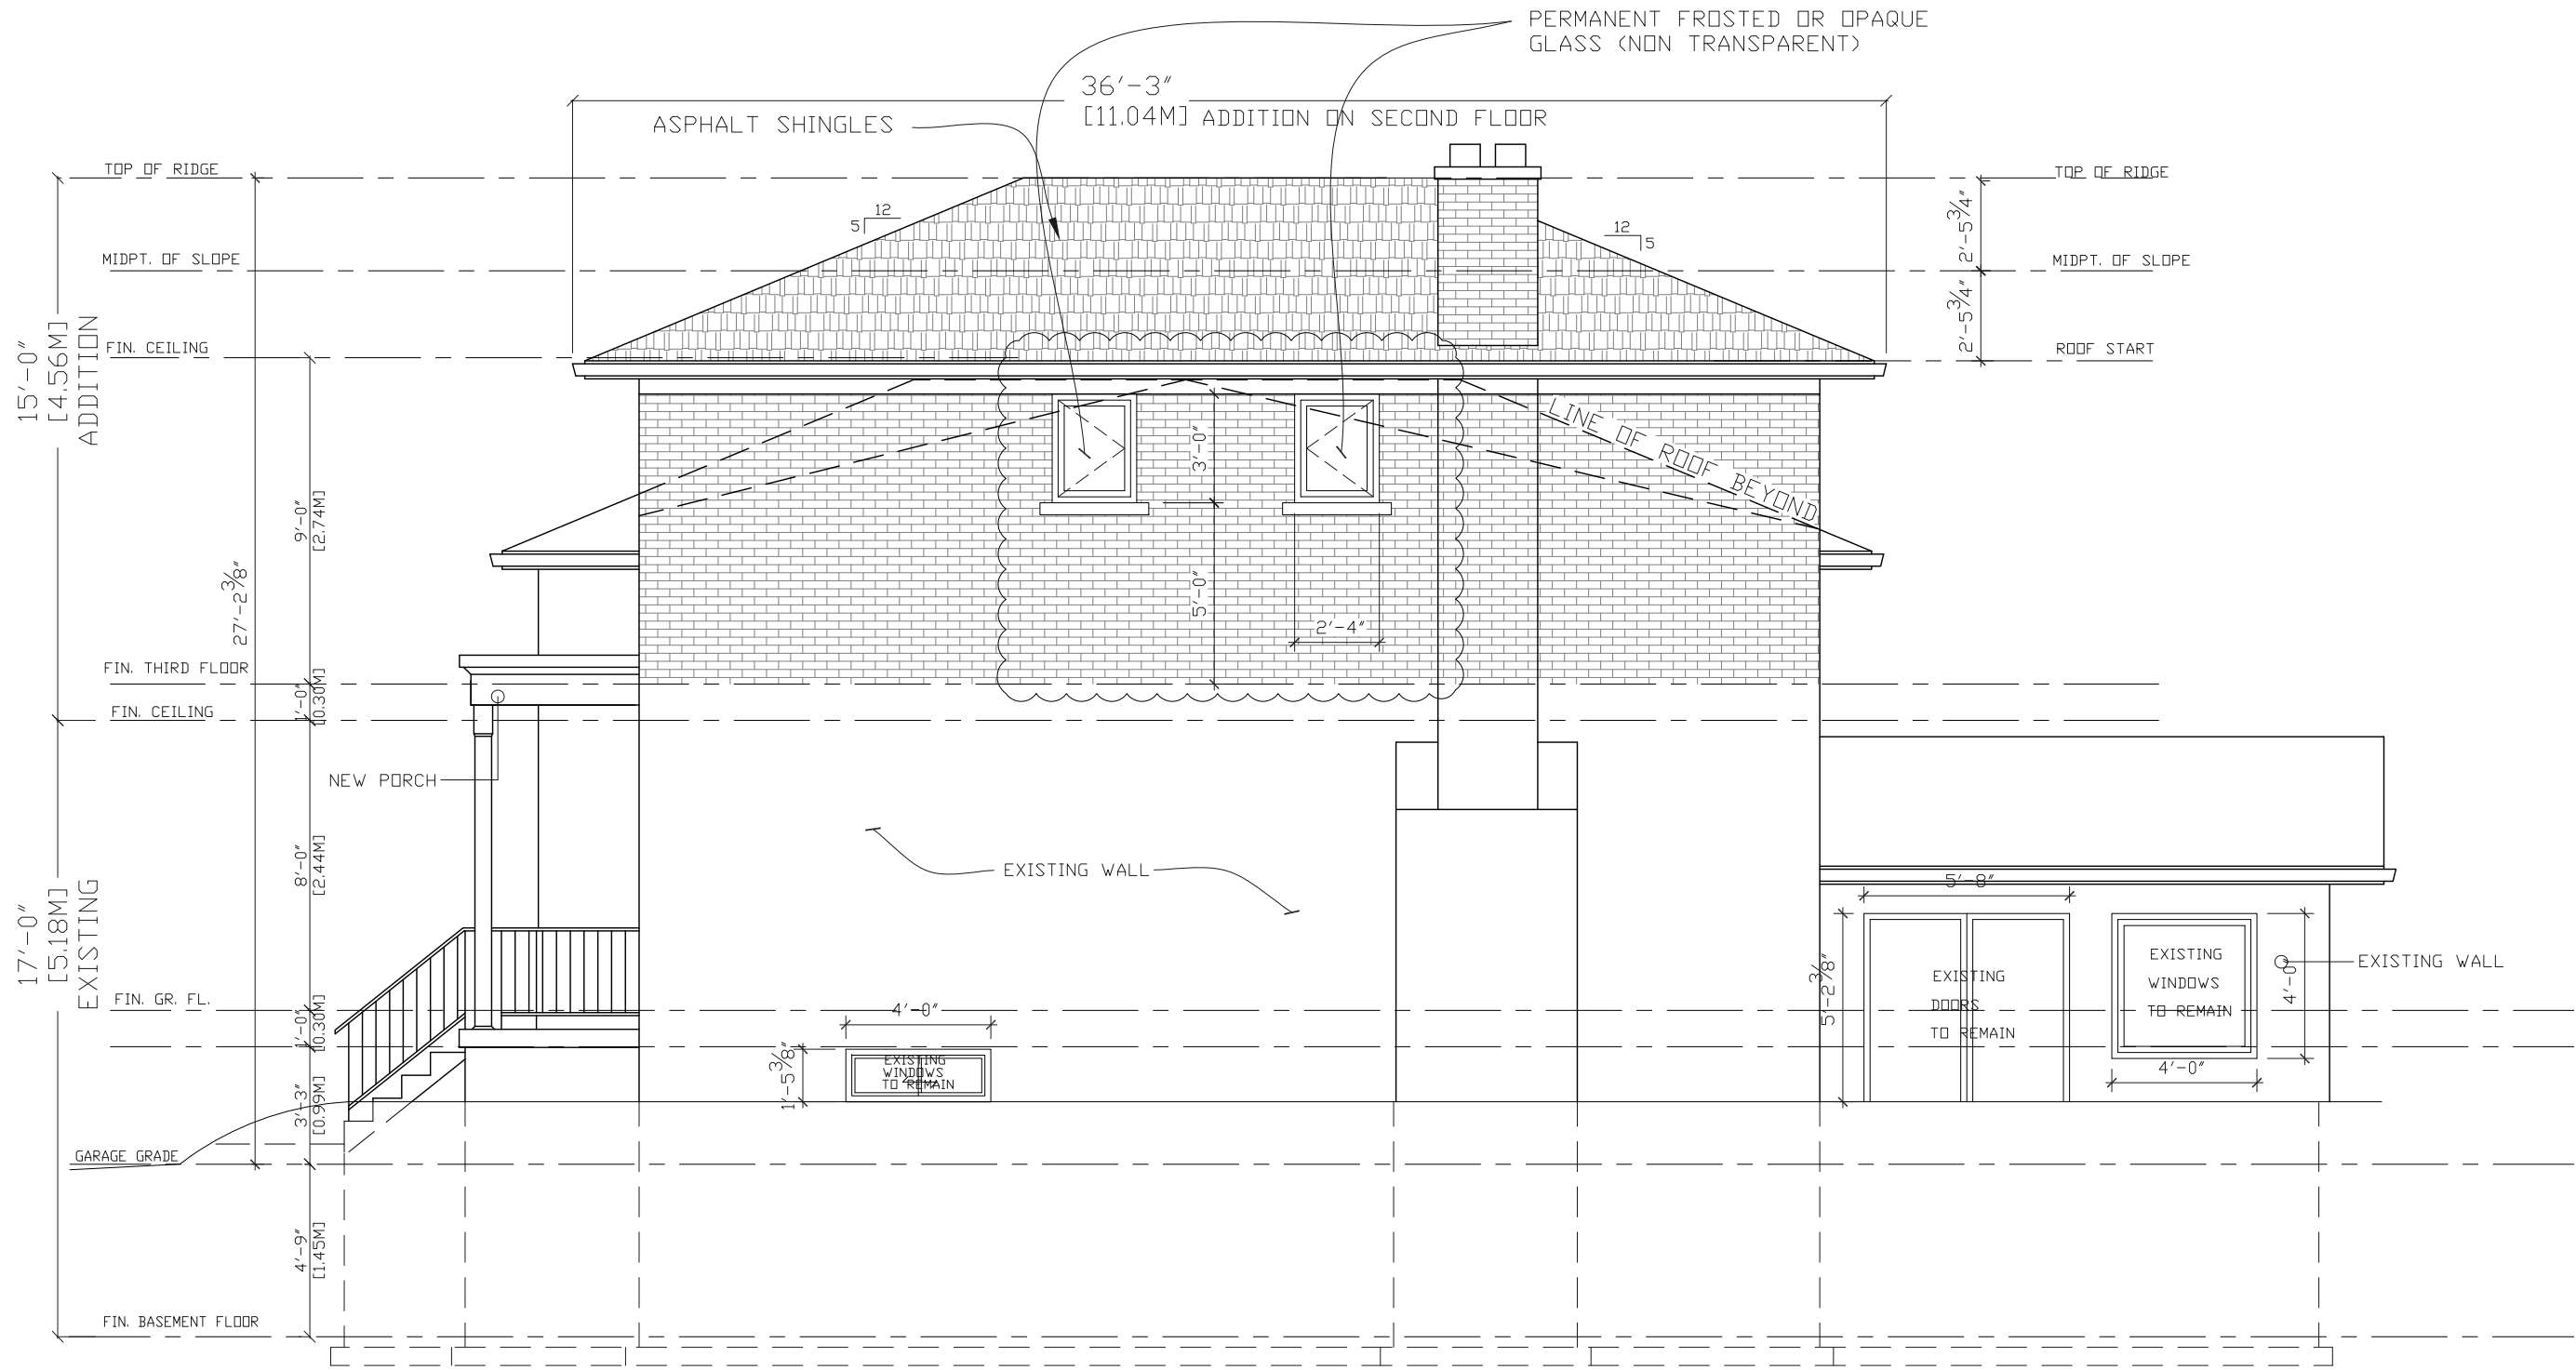 PERMANENT FROSTED OR OPAQUE
GLASS (NON TRANSPARENT)
36'-3"
[11.04M] ADDITION ON SECOND FLOOR
ASPHALT SHINGLES
TOP OF RIDGE
TOP OF RIDGE
12
5
12
5
2'-5 3/4"
MIDPT. OF SLOPE
MIDPT. OF SLOPE
2'-5 3/4"
15'-0"
[4.56M]
ADDITION
FIN. CEILING
ROOF START
LINE OF ROOF BEYOND
3'-0"
9'-0"
[2.74M]
27'-2 3/8"
5'-0"
2'-4"
FIN. THIRD FLOOR
1'-0"
[0.30M]
FIN. CEILING
NEW PORCH
8'-0"
[2.44M]
EXISTING WALL
17'-0"
[5.18M]
EXISTING
5'-8"
5'-2 3/8"
EXISTING
DOORS
TO REMAIN
EXISTING
WINDOWS
TO REMAIN
4'-0"
EXISTING WALL
4'-0"
FIN. GR. FL.
1'-0"
[0.30M]
4'-0"
1'-5 3/8"
EXISTING
WINDOWS
TO REMAIN
3'-3"
[0.99M]
GARAGE GRADE
4'-9"
[1.45M]
FIN. BASEMENT FLOOR